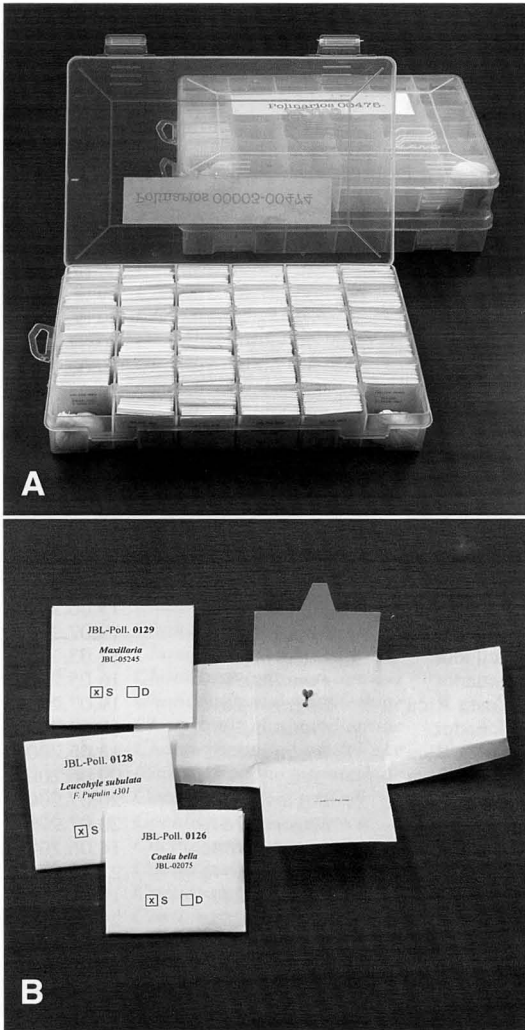 Polinarios 00475-
Polinarios 00005-00474
A
JBL-Poll. 0129
Maxillaria
JBL-05245
x S D
JBL-Poll. 0128
Leucohyle subulata
F. Pupulin 4301
x S
JBL-Poll. 0126
Coelia bella
JBL-02075
x S D
B